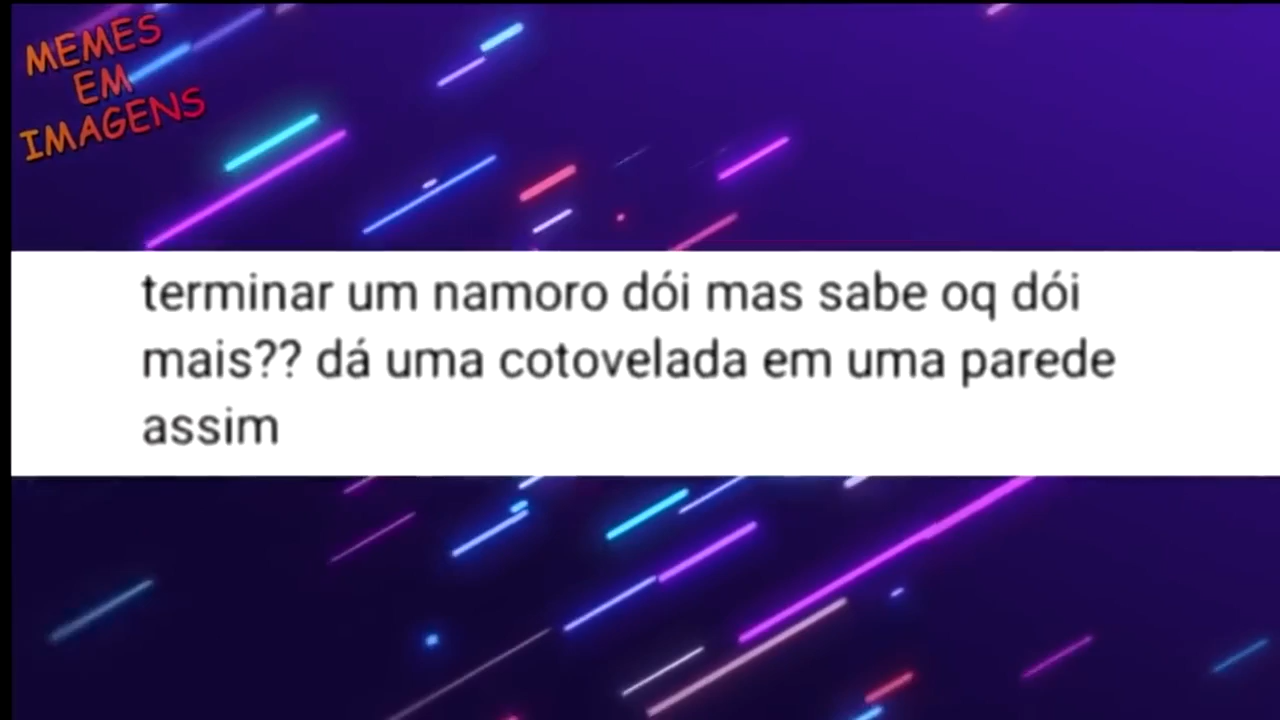 MEMES
EM
IMAGENS
terminar um namoro dói mas sabe oq dói
mais?? dá uma cotovelada em uma parede
assim